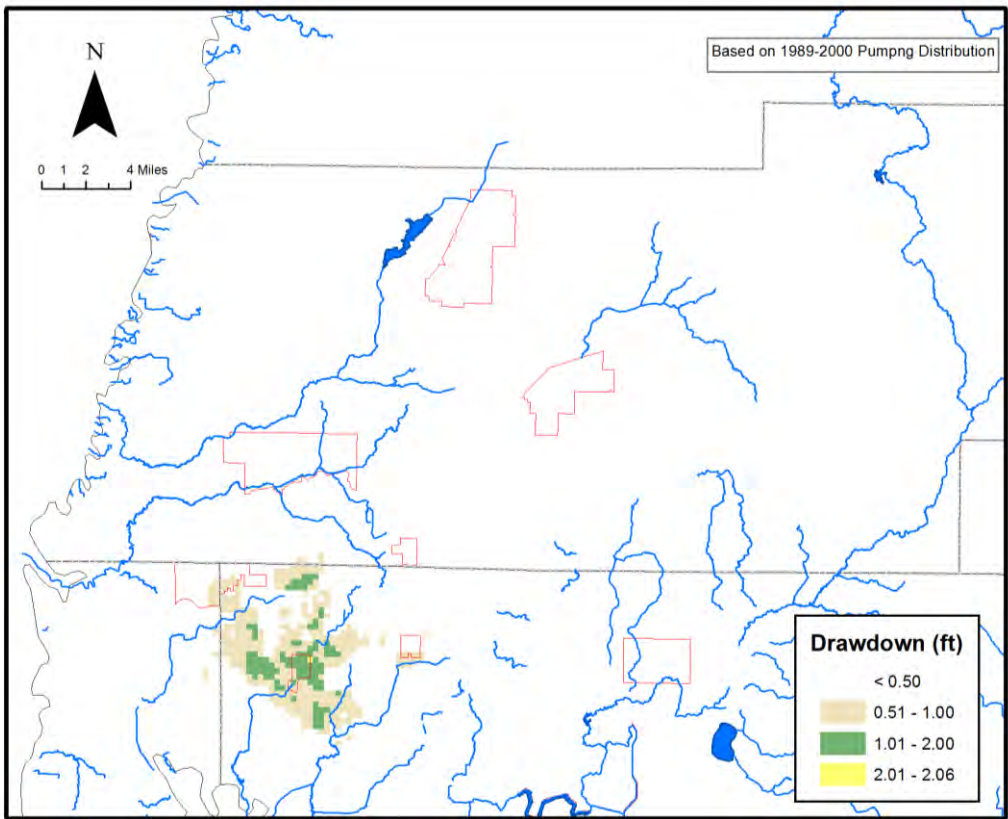 Based on 1989-2000 Pumpng Distribution
N
0 1 2 4 Miles
Drawdown (ft)
< 0.50
0.51 - 1.00
1.01 - 2.00
2.01 - 2.06